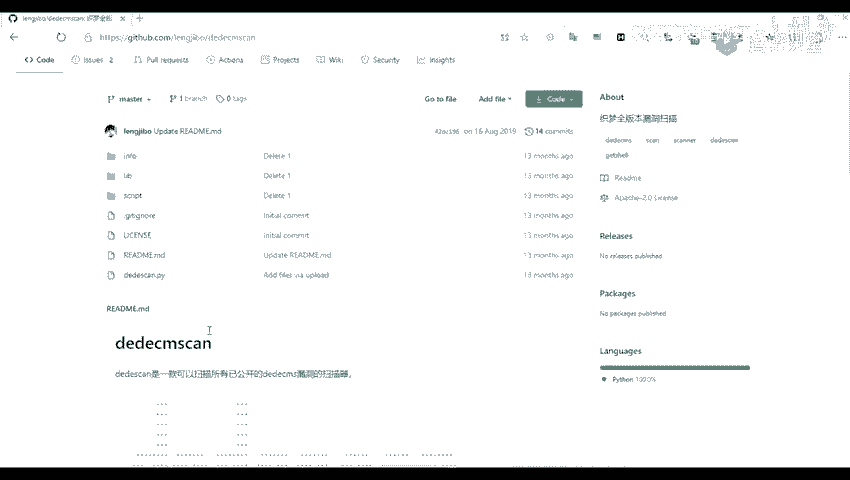 lengjibo/dedecmscan: 织梦全版
https://github.com/lengjibo/dedecmscan
Code
Issues 2
Pull requests
Actions
Projects
Wiki
Security
Insights
master
1 branch
0 tags
Go to file
Add file
Code
lengjibo Update README.md
on 16 Aug 2019
14 commits
info Delete 1 13 months ago
lib Delete 1 13 months ago
script Delete 1 13 months ago
.gitignore Initial commit 13 months ago
LICENSE Initial commit 13 months ago
README.md Update README.md 13 months ago
dedescan.py Add files via upload 13 months ago
README.md
dedecmscan
dedescan是一款可以扫描所有已公开的dedecms漏洞的扫描器。
About
织梦全版本漏洞扫描
dedecms scan scanner dedescan
getshell
Readme
Apache-2.0 License
Releases
No releases published
Packages
No packages published
Languages
Python 100.0%